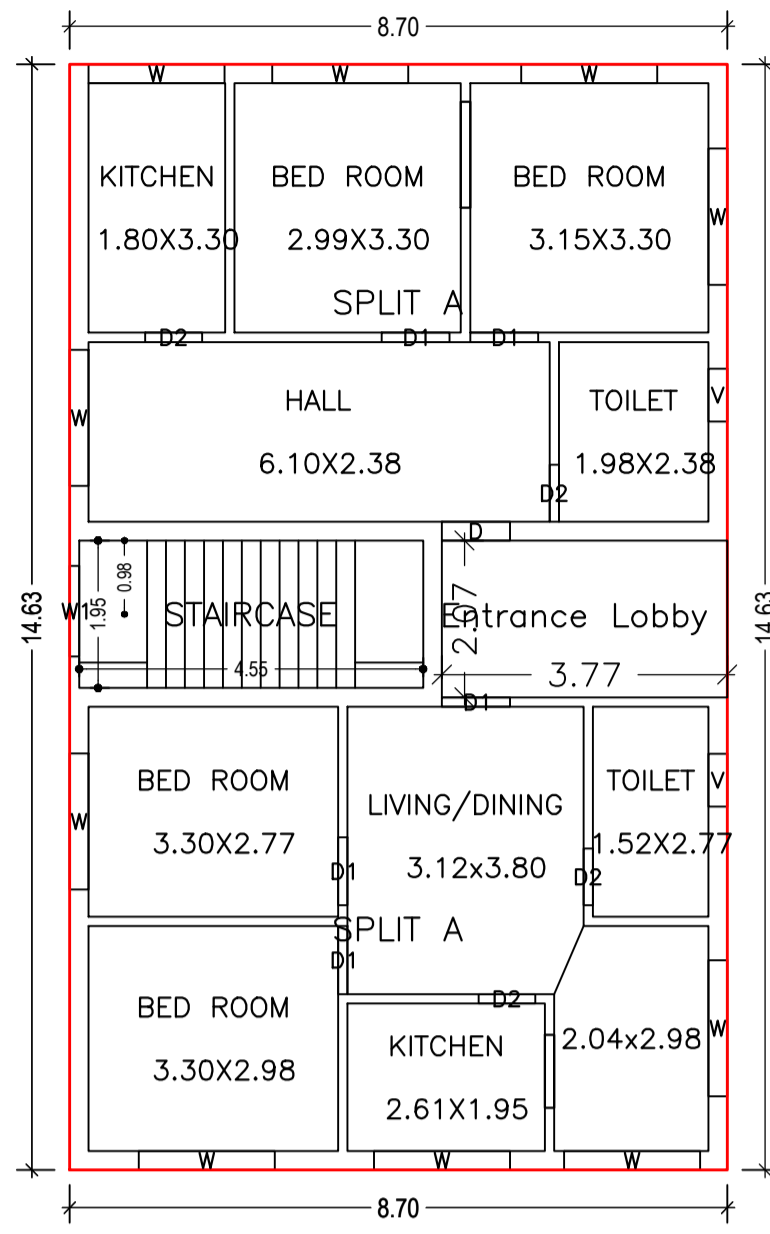 8.70
W W W
KITCHEN BED ROOM BED ROOM
1.80X3.30 2.99X3.30 3.15X3.30
W
SPLIT A
D2 D1 D1
HALL TOILET V
W
6.10X2.38 1.98X2.38
D2
D
14.63 14.63
W1 1.95 0.98 STAIRCASE 2.07 Entrance Lobby
4.55 3.77
D1
BED ROOM LIVING/DINING TOILET V
W
3.30X2.77 3.12x3.80 1.52X2.77
D1 D2
SPLIT A
D1
BED ROOM D2
KITCHEN 2.04x2.98 W
3.30X2.98 2.61X1.95
W W W
8.70